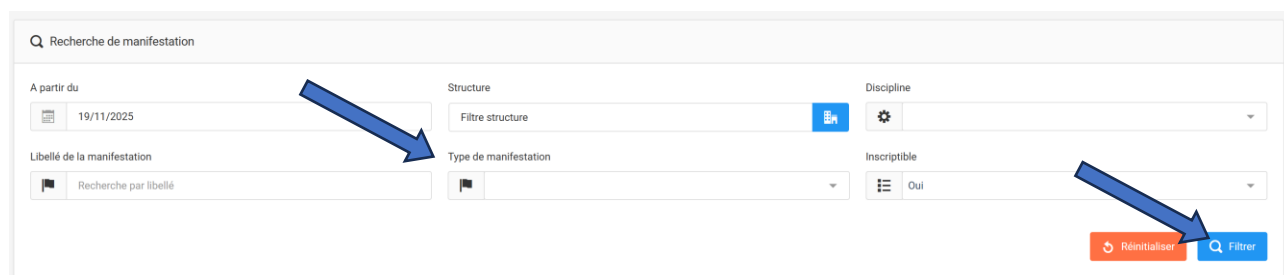 Recherche de manifestation
A partir du
Structure
Discipline
19/11/2025
Filtre structure
Libellé de la manifestation
Type de manifestation
Inscriptible
Recherche par libellé
Oui
Réinitialiser
Filtrer